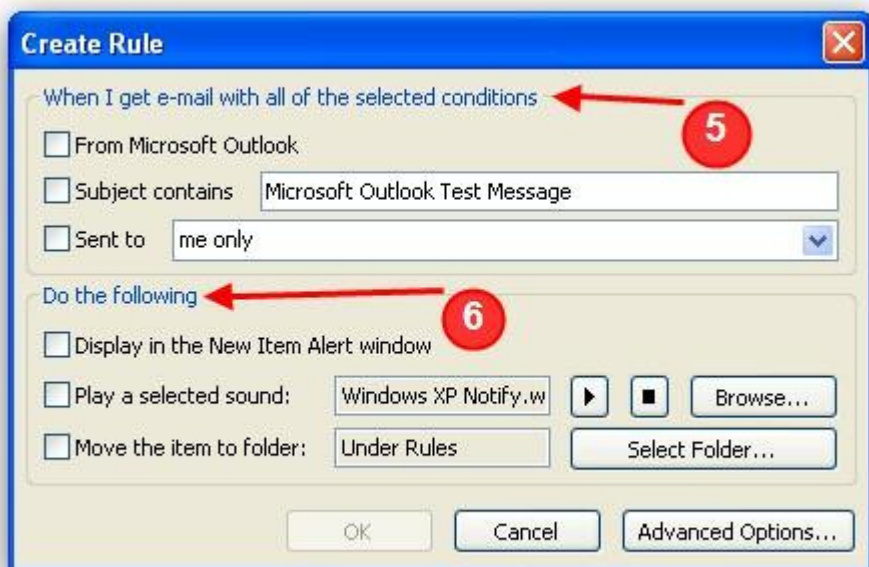 Create Rule
When I get e-mail with all of the selected conditions
5
From Microsoft Outlook
Subject contains Microsoft Outlook Test Message
Sent to me only
Do the following
6
Display in the New Item Alert window
Play a selected sound: Windows XP Notify.w Browse...
Move the item to folder: Under Rules Select Folder...
OK Cancel Advanced Options...